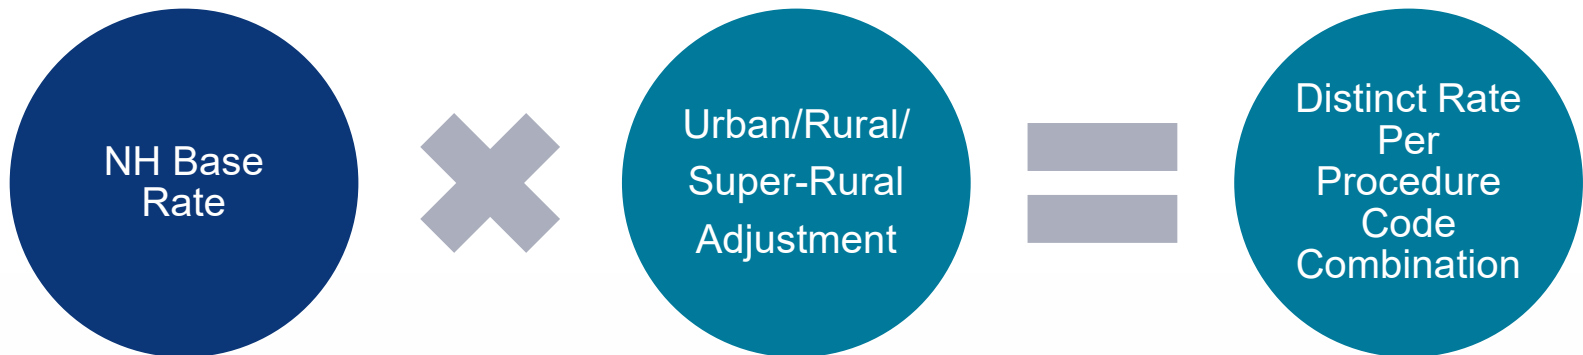 NH Base
Rate
Urban/Rural/
Super-Rural
Adjustment
Distinct Rate
Per
Procedure
Code
Combination